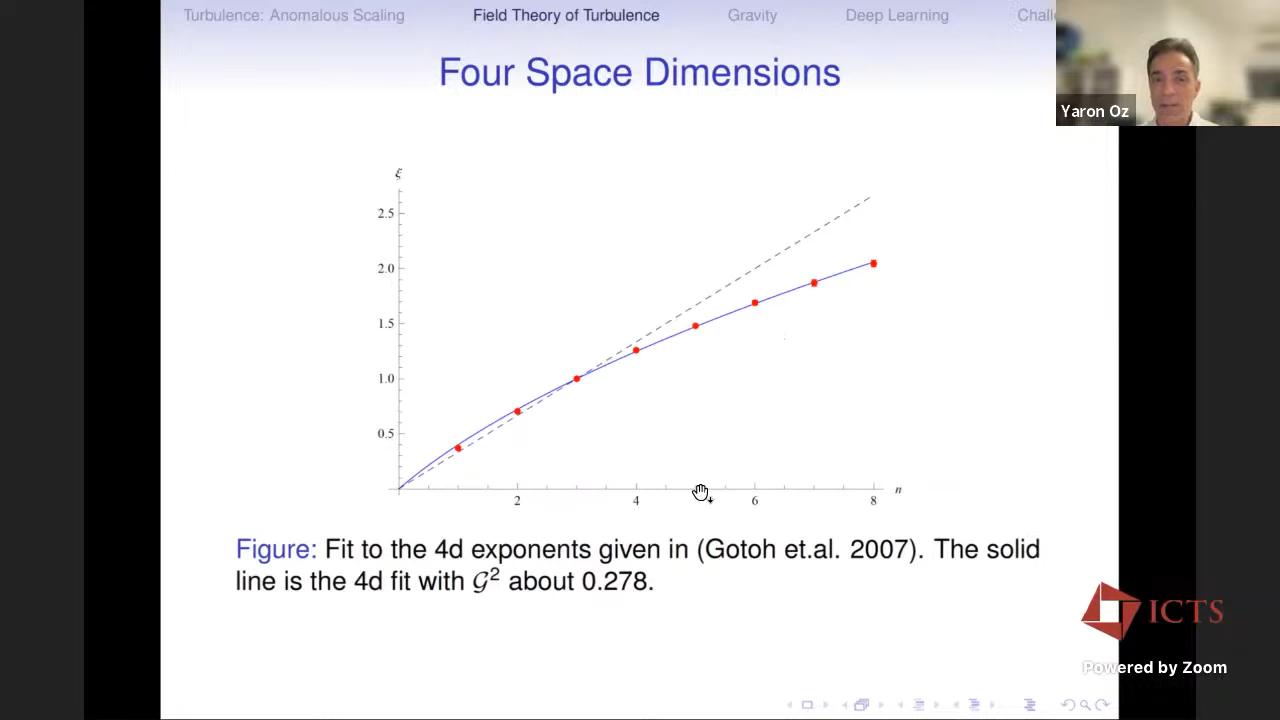 Turbulence: Anomalous Scaling Field Theory of Turbulence Gravity Deep Learning Chall
Yaron Oz
Four Space Dimensions
ξ
2.5
2.0
1.5
1.0
0.5
2 4 6 8 n
Figure: Fit to the 4d exponents given in (Gotoh et.al. 2007). The solid
line is the 4d fit with 𝒢² about 0.278.
ICTS
Powered by Zoom